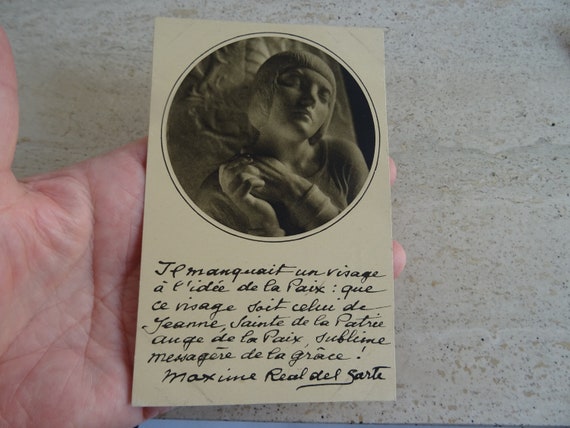 Il manquait un visage
à l'idée de la Paix : que
ce visage soit celui de
Jeanne, Sainte de la Patrie
ange de la Paix, sublime
messagère de la grâce !
Maxime Real del Sarte